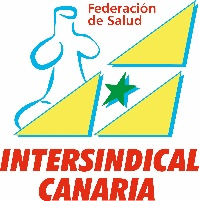 Federación
de Salud
INTERSINDICAL
CANARIA